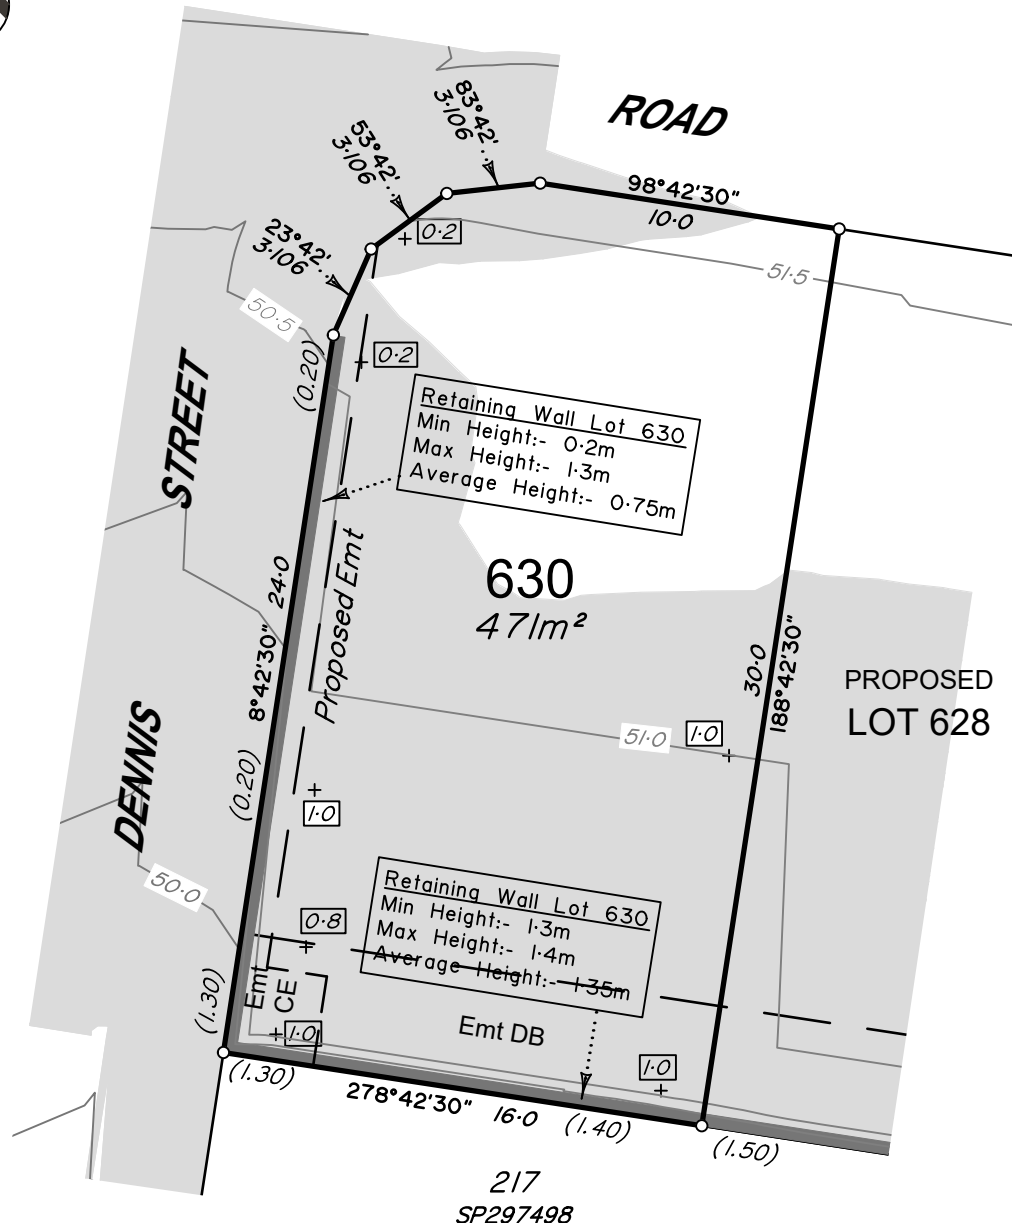 ROAD
83°42'
3·106
53°42'
3·106
23°42'
3·106
98°42'30"
10·0
0·2
51·5
50·5
(0.20)
0·2
STREET
Retaining Wall Lot 630
Min Height:- 0·2m
Max Height:- 1·3m
Average Height:- 0·75m
630
471m²
8°42'30" 24·0
Proposed Emt
30·0
188°42'30"
PROPOSED
LOT 628
1·0
51·0
DENNIS
(0.20)
1·0
50·0
Retaining Wall Lot 630
Min Height:- 1·3m
Max Height:- 1·4m
Average Height:- 1·35m
0·8
Emt
CE
(1.30)
1·0
Emt DB
1·0
(1.30)
278°42'30" 16·0
(1.40)
(1.50)
217
SP297498